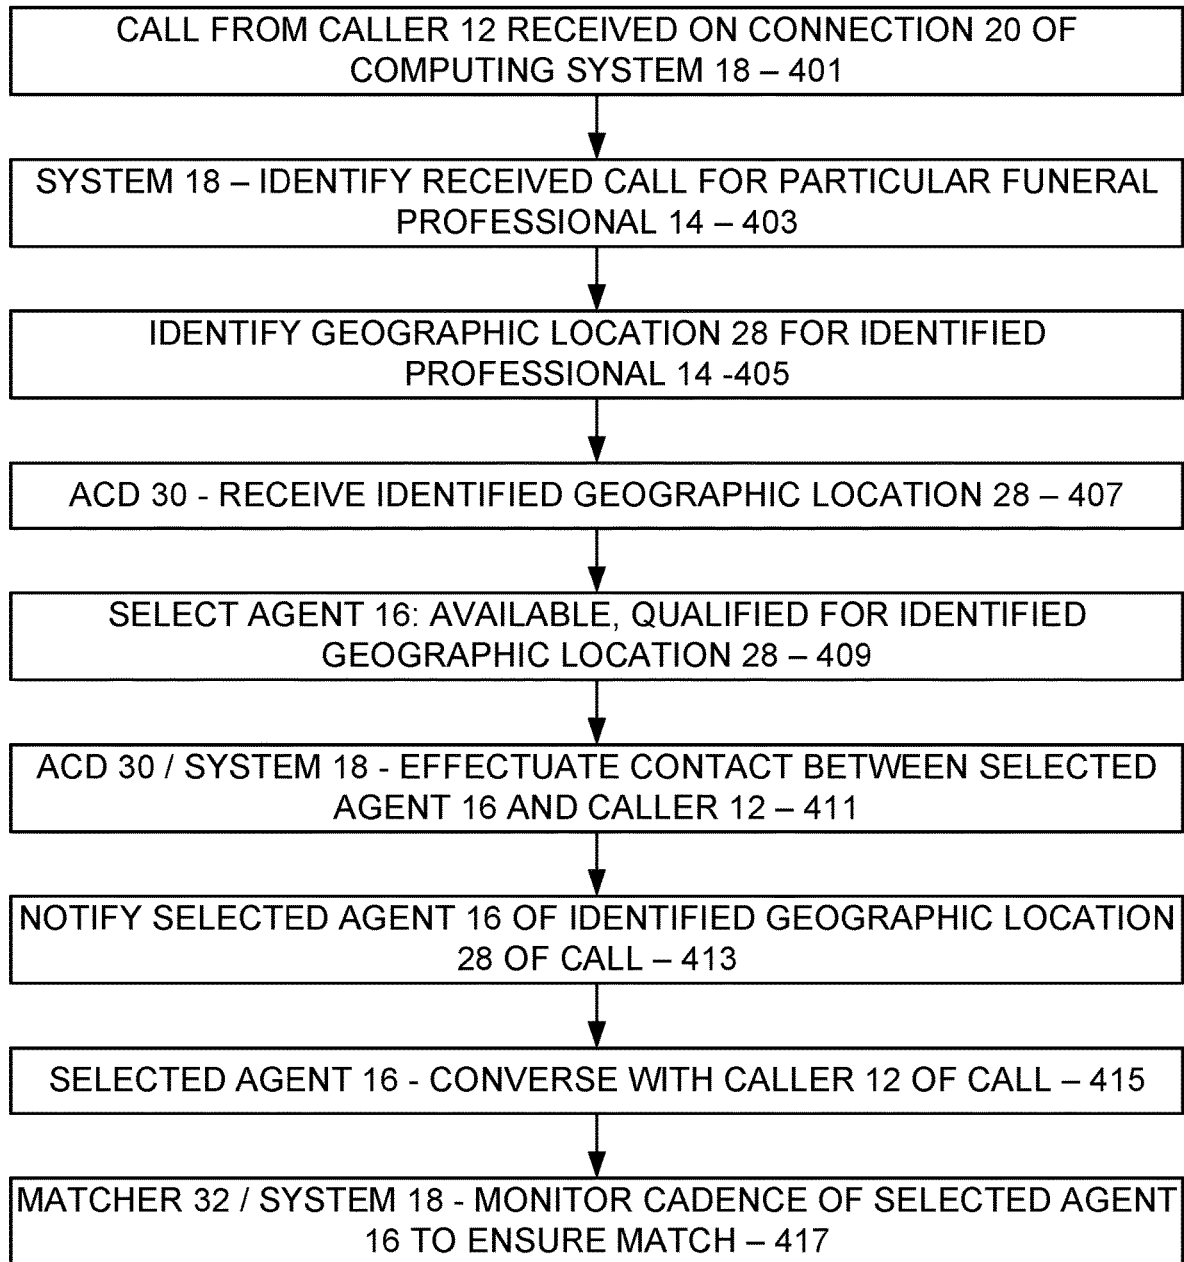 CALL FROM CALLER 12 RECEIVED ON CONNECTION 20 OF
COMPUTING SYSTEM 18 – 401
SYSTEM 18 – IDENTIFY RECEIVED CALL FOR PARTICULAR FUNERAL
PROFESSIONAL 14 – 403
IDENTIFY GEOGRAPHIC LOCATION 28 FOR IDENTIFIED
PROFESSIONAL 14 -405
ACD 30 - RECEIVE IDENTIFIED GEOGRAPHIC LOCATION 28 – 407
SELECT AGENT 16: AVAILABLE, QUALIFIED FOR IDENTIFIED
GEOGRAPHIC LOCATION 28 – 409
ACD 30 / SYSTEM 18 - EFFECTUATE CONTACT BETWEEN SELECTED
AGENT 16 AND CALLER 12 – 411
NOTIFY SELECTED AGENT 16 OF IDENTIFIED GEOGRAPHIC LOCATION
28 OF CALL – 413
SELECTED AGENT 16 - CONVERSE WITH CALLER 12 OF CALL – 415
MATCHER 32 / SYSTEM 18 - MONITOR CADENCE OF SELECTED AGENT
16 TO ENSURE MATCH – 417